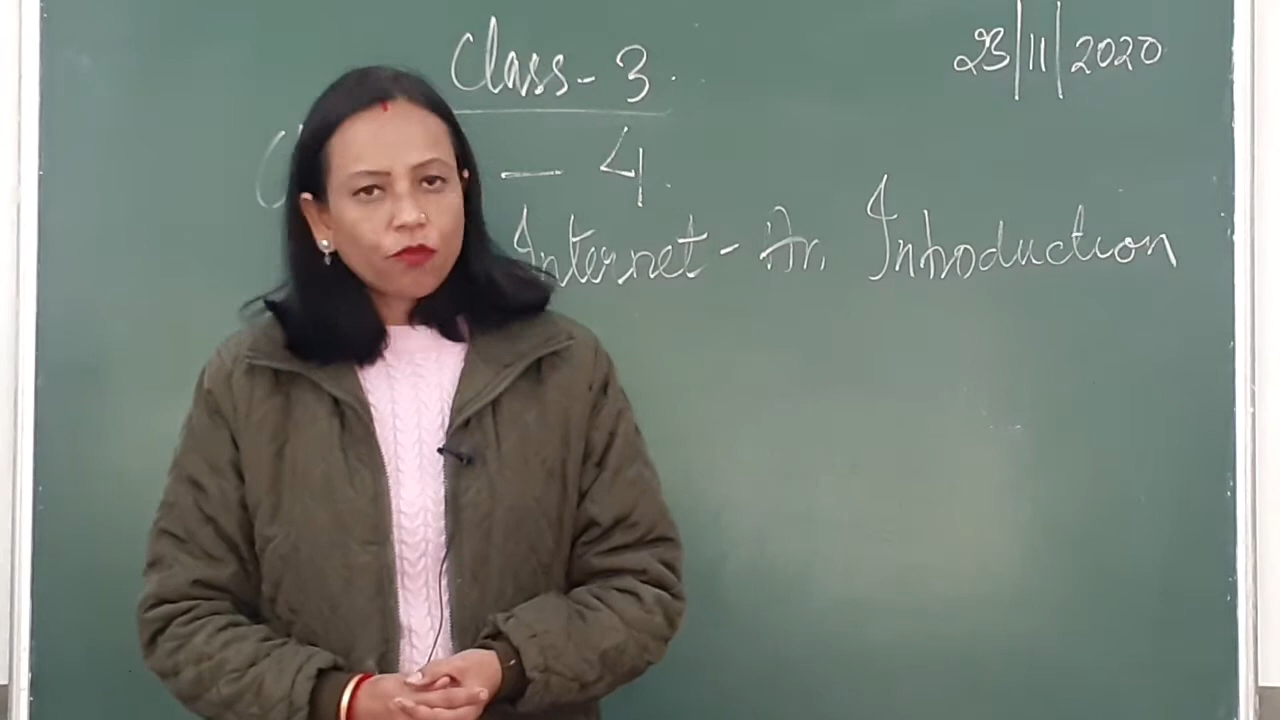 Class-3.
23/11/2020
— 4.
Internet - An Introduction